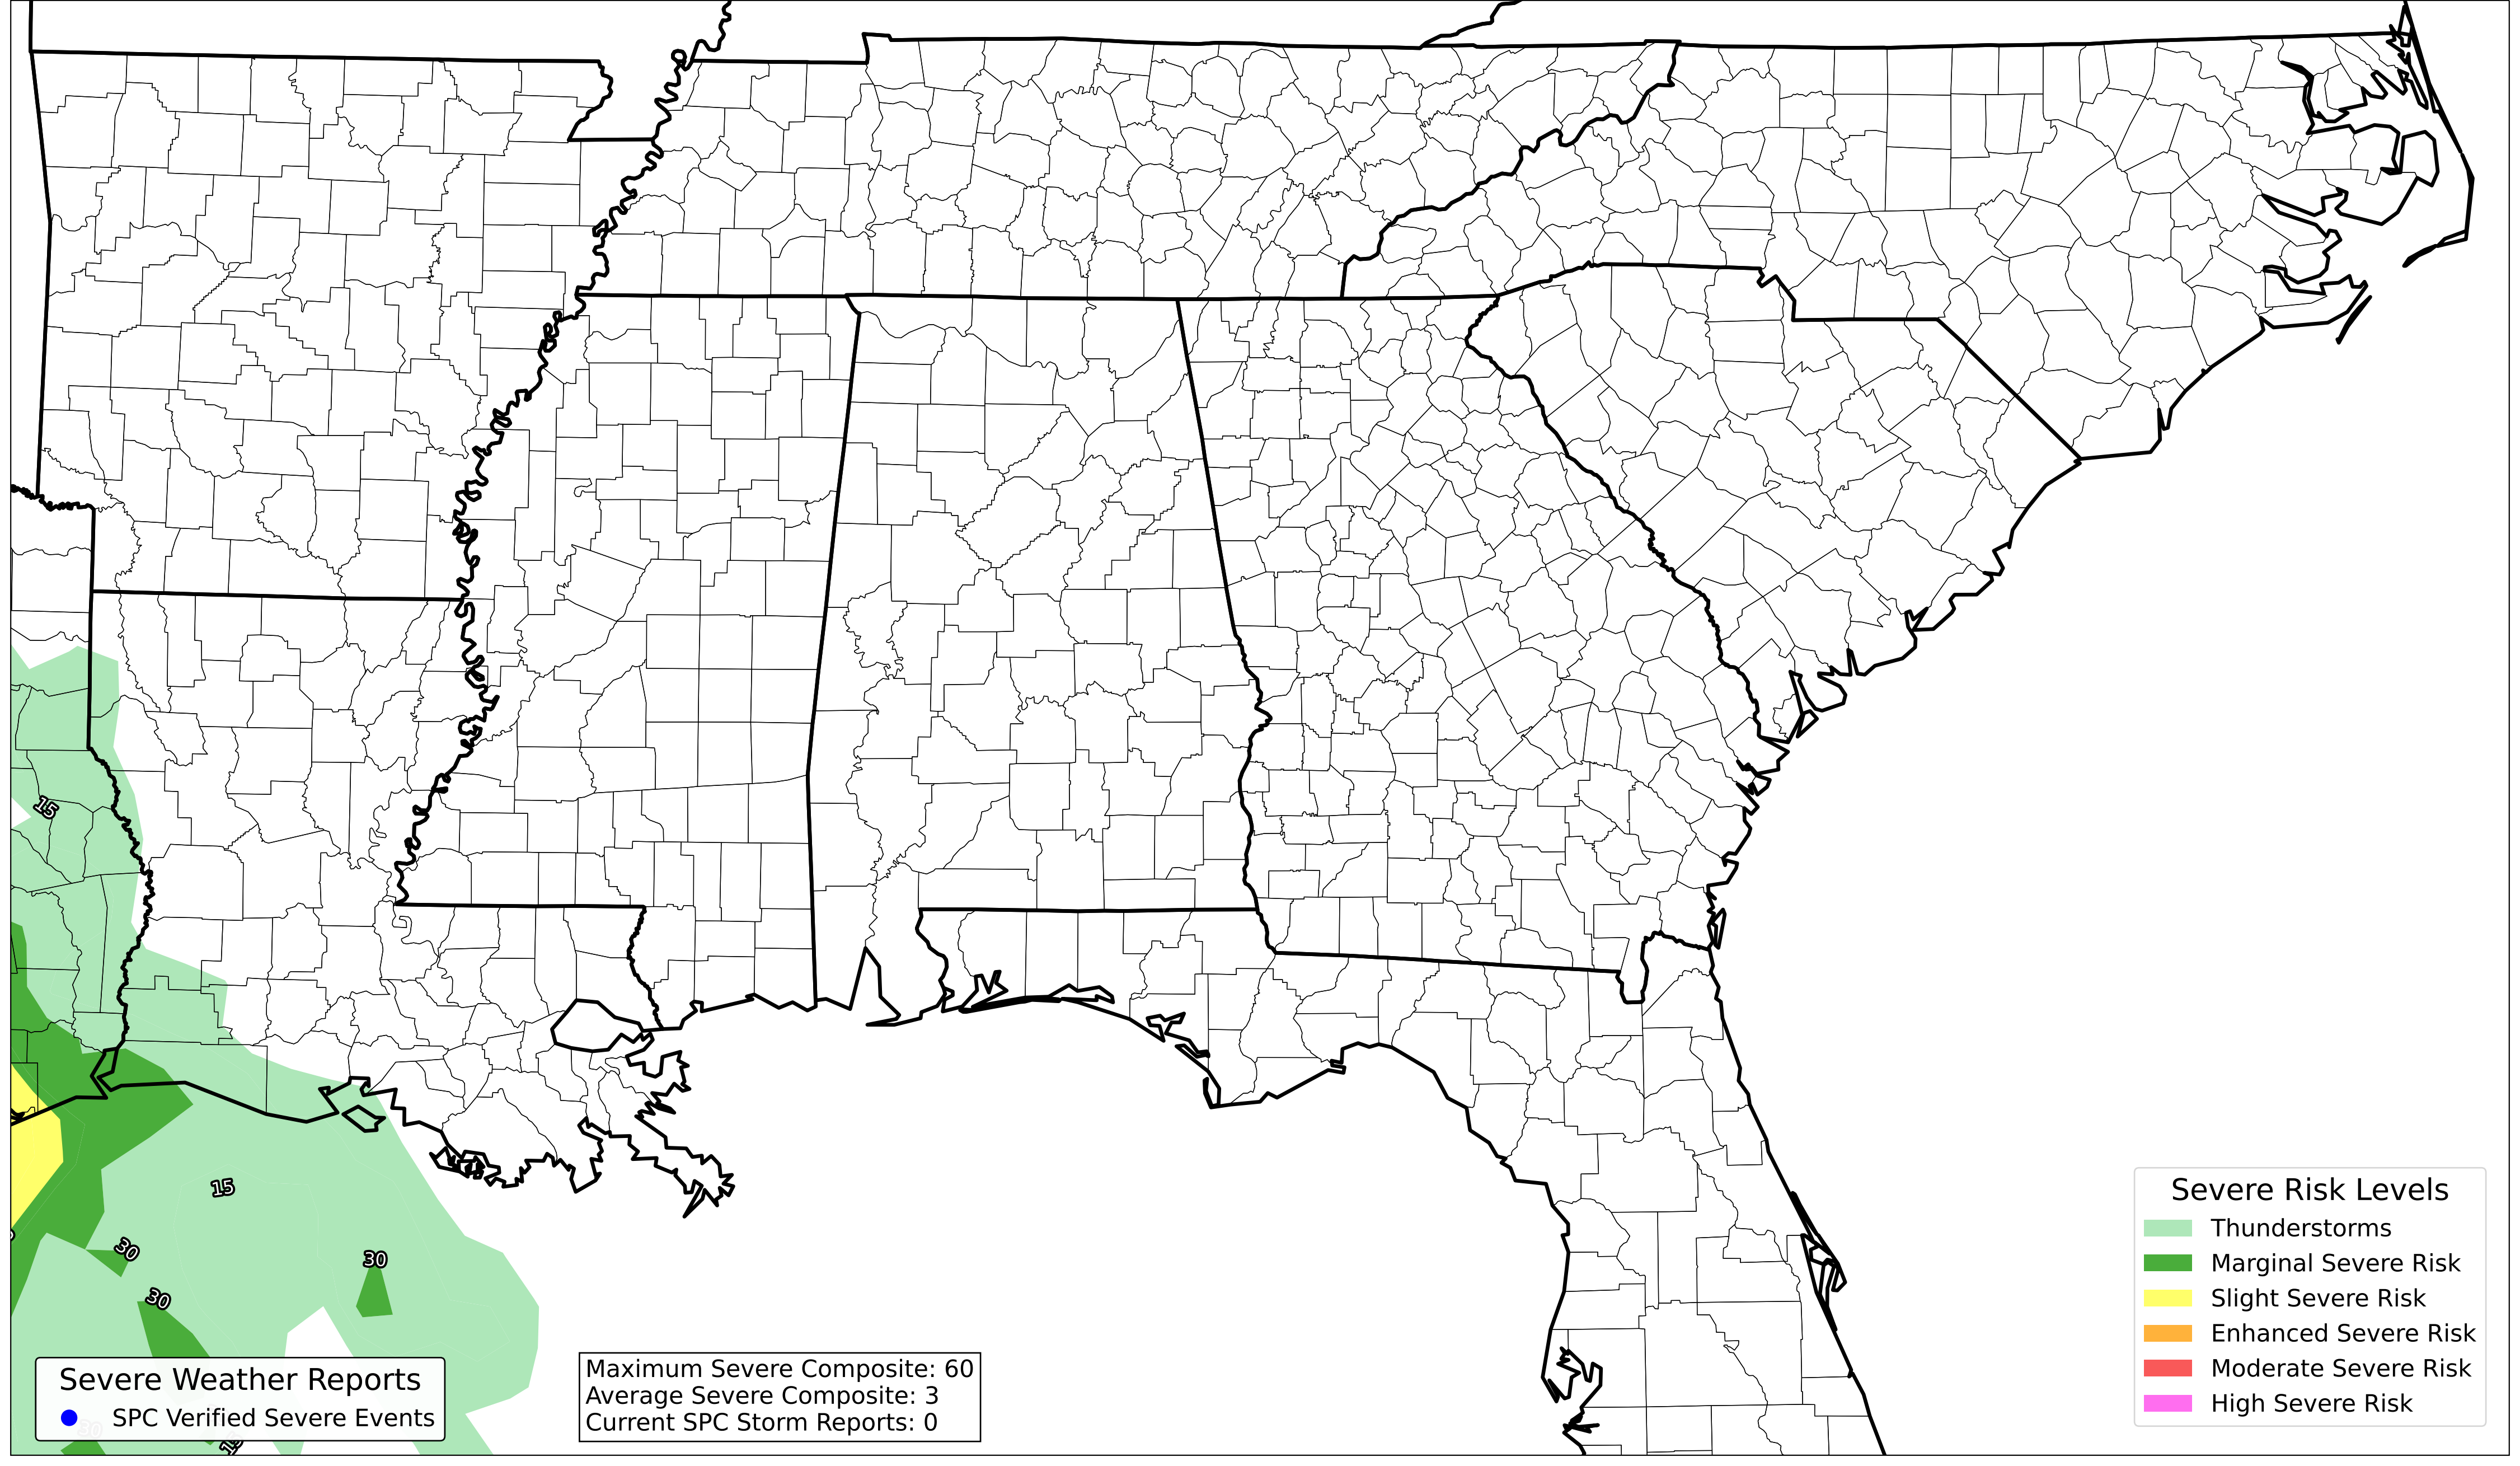 15
15
30
30
30
Severe Weather Reports
SPC Verified Severe Events
Maximum Severe Composite: 60
Average Severe Composite: 3
Current SPC Storm Reports: 0
Severe Risk Levels
Thunderstorms
Marginal Severe Risk
Slight Severe Risk
Enhanced Severe Risk
Moderate Severe Risk
High Severe Risk
30
15